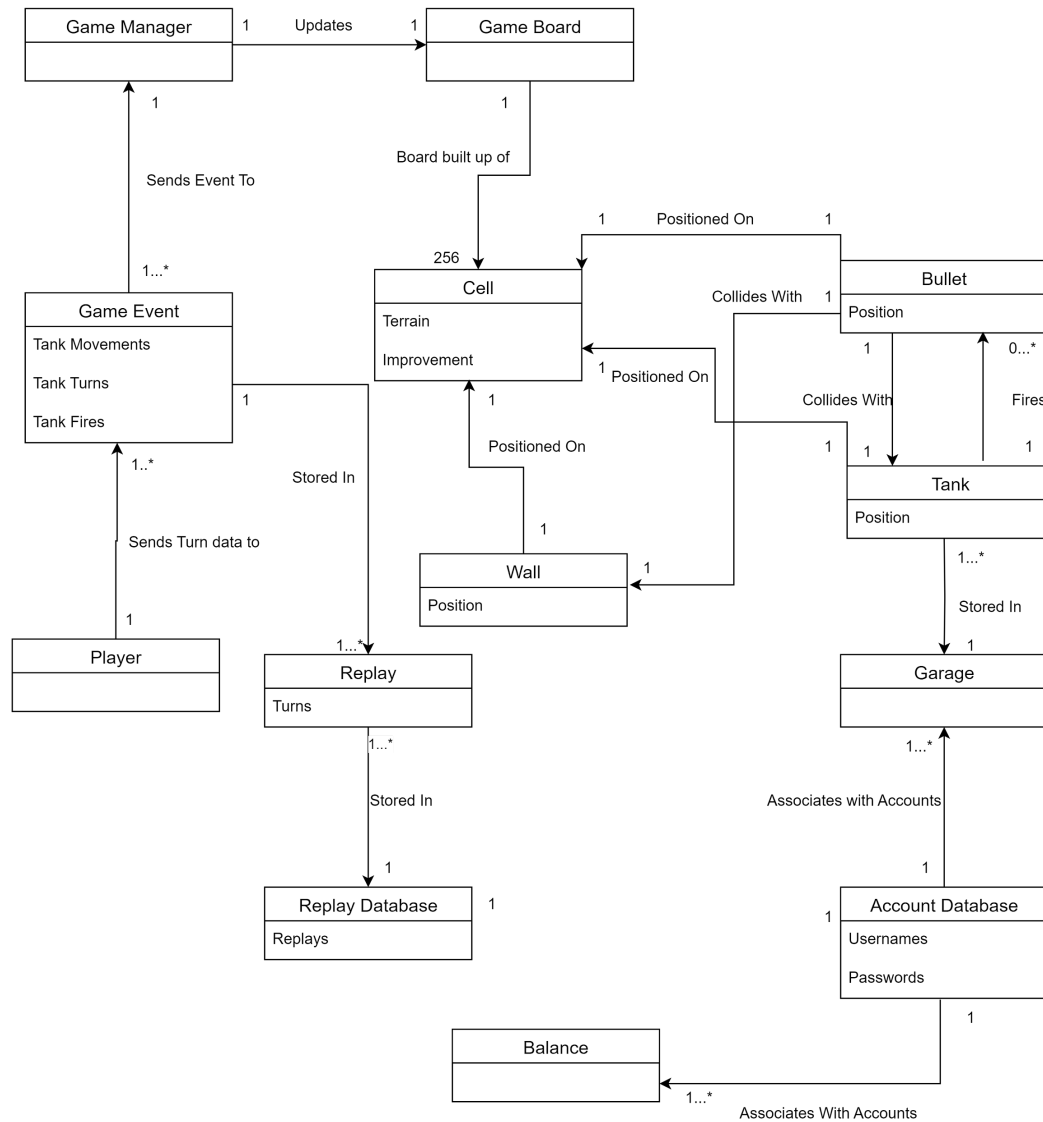 Game Manager
1
Updates
1
Game Board
1
1
Board built up of
Sends Event To
1
Positioned On
1
256
1...*
Cell
Bullet
Collides With
1
Game Event
Terrain
Position
Tank Movements
1
0...*
Improvement
1
Positioned On
Tank Turns
1
1
Collides With
Fires
Tank Fires
Positioned On
1
1
1
1..*
Stored In
Tank
Position
1
Sends Turn data to
1...*
Wall
1
Position
Stored In
1
1...*
1
Player
Replay
Garage
Turns
1...*
1...*
Stored In
Associates with Accounts
1
1
Replay Database
1
1
Account Database
Replays
Usernames
Passwords
1
Balance
1...*
Associates With Accounts